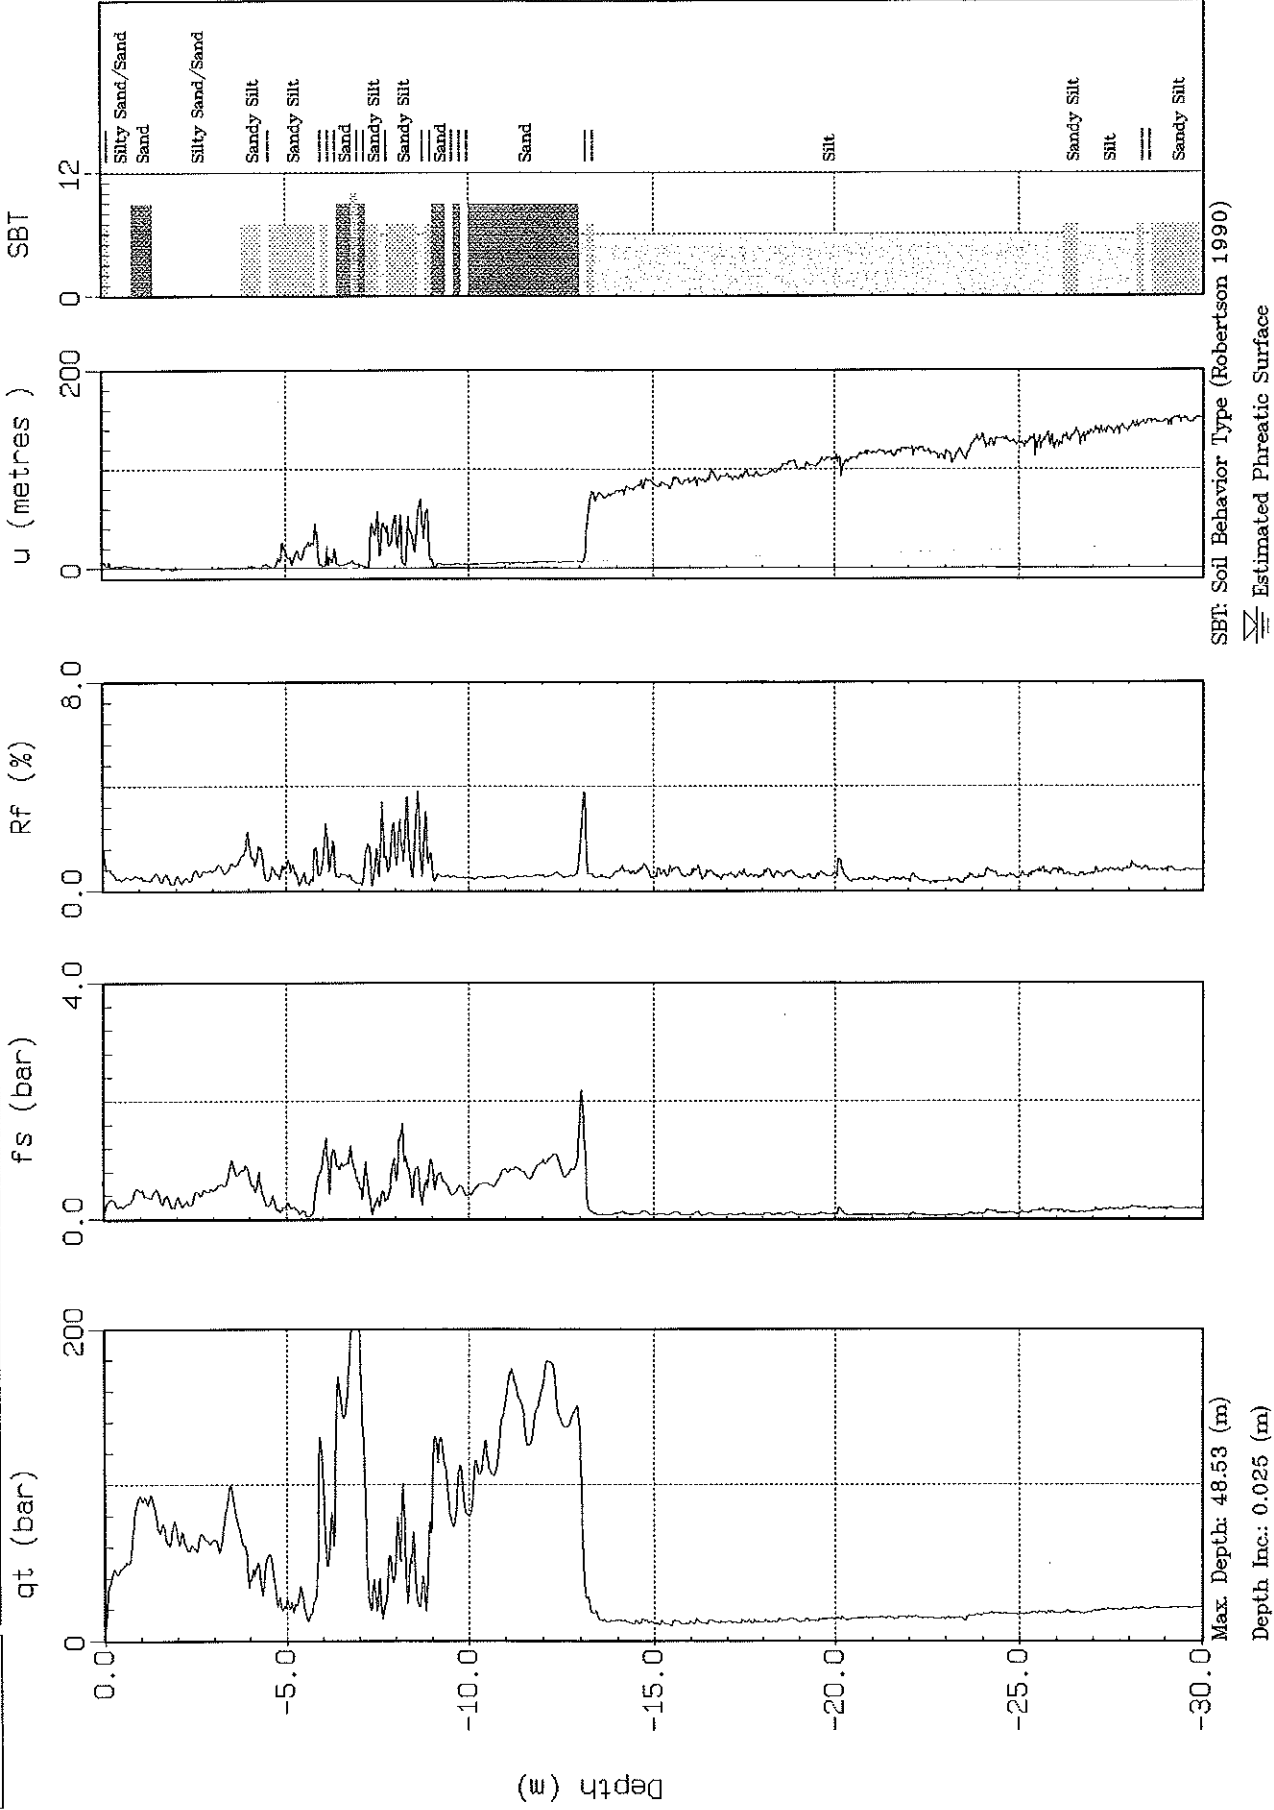 qt (bar)
fs (bar)
Rf (%)
u (metres )
SBT
0
200
0.0
4.0
0.0
8.0
0
200
0
12
0.0
-5.0
-10.0
-15.0
-20.0
-25.0
-30.0
Depth (m)
Silty Sand/Sand
Sand
Silty Sand/Sand
Sandy Silt
Sandy Silt
Sand
Sandy Silt
Sandy Silt
Sand
Sand
Silt
Sandy Silt
Silt
Sandy Silt
Max. Depth: 48.53 (m)
Depth Inc.: 0.025 (m)
SBT: Soil Behavior Type (Robertson 1990)
Estimated Phreatic Surface